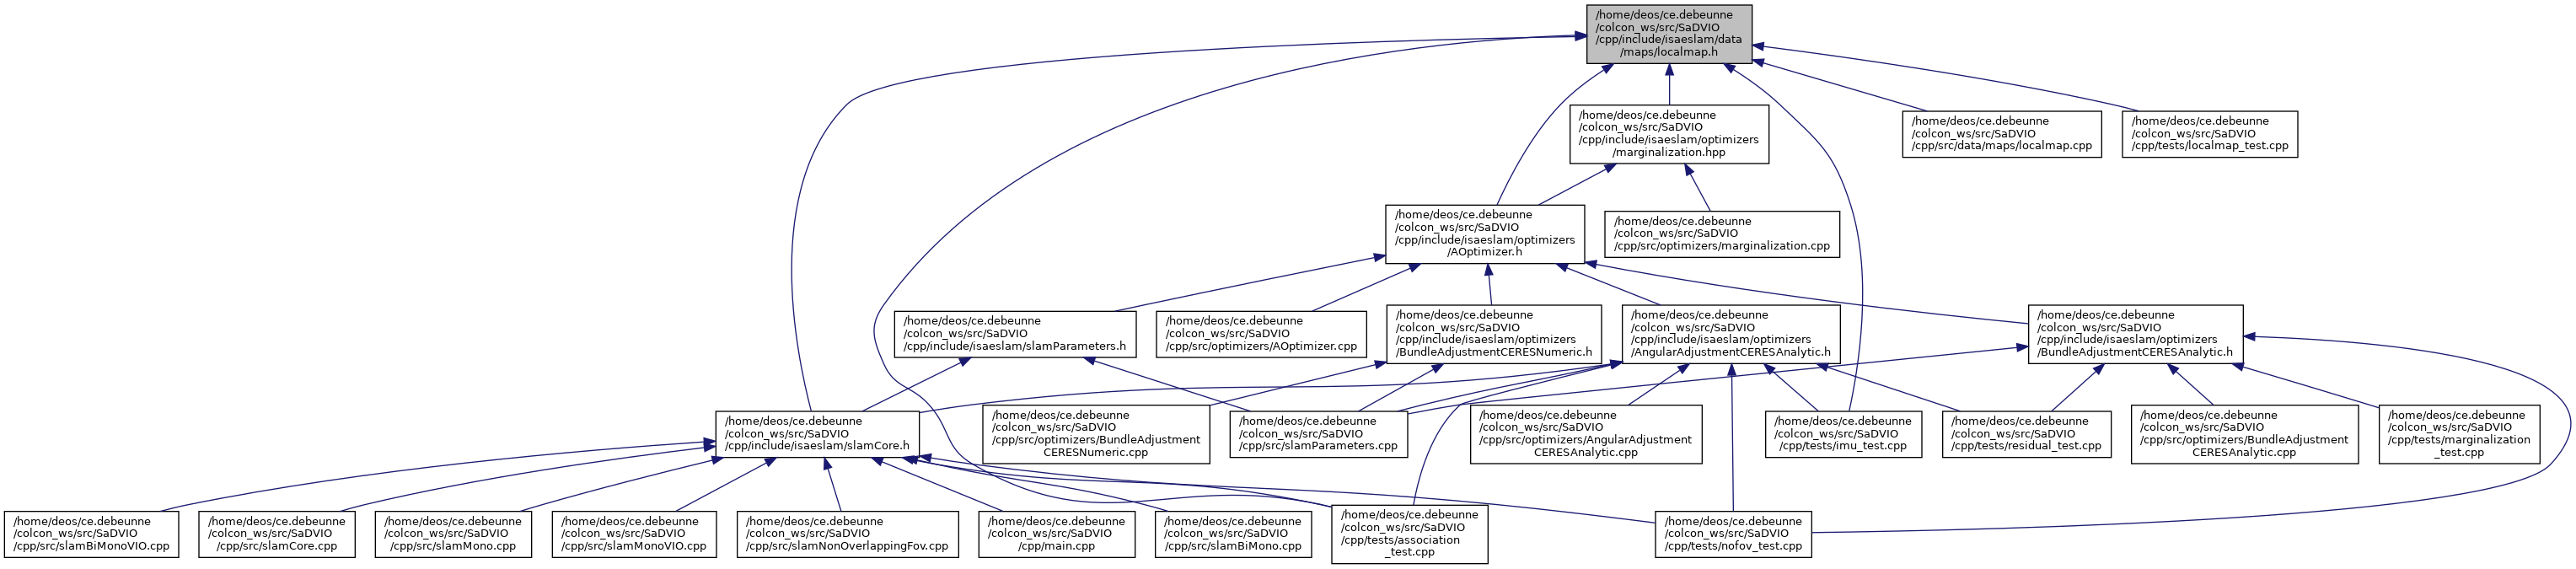 /home/deos/ce.debeunne
/colcon_ws/src/SaDVIO
/cpp/include/isaeslam/data
/maps/localmap.h
/home/deos/ce.debeunne
/colcon_ws/src/SaDVIO
/cpp/include/isaeslam/optimizers
/marginalization.hpp
/home/deos/ce.debeunne
/colcon_ws/src/SaDVIO
/cpp/src/data/maps/localmap.cpp
/home/deos/ce.debeunne
/colcon_ws/src/SaDVIO
/cpp/tests/localmap_test.cpp
/home/deos/ce.debeunne
/colcon_ws/src/SaDVIO
/cpp/include/isaeslam/optimizers
/AOptimizer.h
/home/deos/ce.debeunne
/colcon_ws/src/SaDVIO
/cpp/src/optimizers/marginalization.cpp
/home/deos/ce.debeunne
/colcon_ws/src/SaDVIO
/cpp/include/isaeslam/slamParameters.h
/home/deos/ce.debeunne
/colcon_ws/src/SaDVIO
/cpp/src/optimizers/AOptimizer.cpp
/home/deos/ce.debeunne
/colcon_ws/src/SaDVIO
/cpp/include/isaeslam/optimizers
/BundleAdjustmentCERESNumeric.h
/home/deos/ce.debeunne
/colcon_ws/src/SaDVIO
/cpp/include/isaeslam/optimizers
/AngularAdjustmentCERESAnalytic.h
/home/deos/ce.debeunne
/colcon_ws/src/SaDVIO
/cpp/include/isaeslam/optimizers
/BundleAdjustmentCERESAnalytic.h
/home/deos/ce.debeunne
/colcon_ws/src/SaDVIO
/cpp/include/isaeslam/slamCore.h
/home/deos/ce.debeunne
/colcon_ws/src/SaDVIO
/cpp/src/optimizers/BundleAdjustment
CERESNumeric.cpp
/home/deos/ce.debeunne
/colcon_ws/src/SaDVIO
/cpp/src/slamParameters.cpp
/home/deos/ce.debeunne
/colcon_ws/src/SaDVIO
/cpp/src/optimizers/AngularAdjustment
CERESAnalytic.cpp
/home/deos/ce.debeunne
/colcon_ws/src/SaDVIO
/cpp/tests/imu_test.cpp
/home/deos/ce.debeunne
/colcon_ws/src/SaDVIO
/cpp/tests/residual_test.cpp
/home/deos/ce.debeunne
/colcon_ws/src/SaDVIO
/cpp/src/optimizers/BundleAdjustment
CERESAnalytic.cpp
/home/deos/ce.debeunne
/colcon_ws/src/SaDVIO
/cpp/tests/marginalization
_test.cpp
/home/deos/ce.debeunne
/colcon_ws/src/SaDVIO
/cpp/src/slamBiMonoVIO.cpp
/home/deos/ce.debeunne
/colcon_ws/src/SaDVIO
/cpp/src/slamCore.cpp
/home/deos/ce.debeunne
/colcon_ws/src/SaDVIO
/cpp/src/slamMono.cpp
/home/deos/ce.debeunne
/colcon_ws/src/SaDVIO
/cpp/src/slamMonoVIO.cpp
/home/deos/ce.debeunne
/colcon_ws/src/SaDVIO
/cpp/src/slamNonOverlappingFov.cpp
/home/deos/ce.debeunne
/colcon_ws/src/SaDVIO
/cpp/main.cpp
/home/deos/ce.debeunne
/colcon_ws/src/SaDVIO
/cpp/src/slamBiMono.cpp
/home/deos/ce.debeunne
/colcon_ws/src/SaDVIO
/cpp/tests/association
_test.cpp
/home/deos/ce.debeunne
/colcon_ws/src/SaDVIO
/cpp/tests/nofov_test.cpp